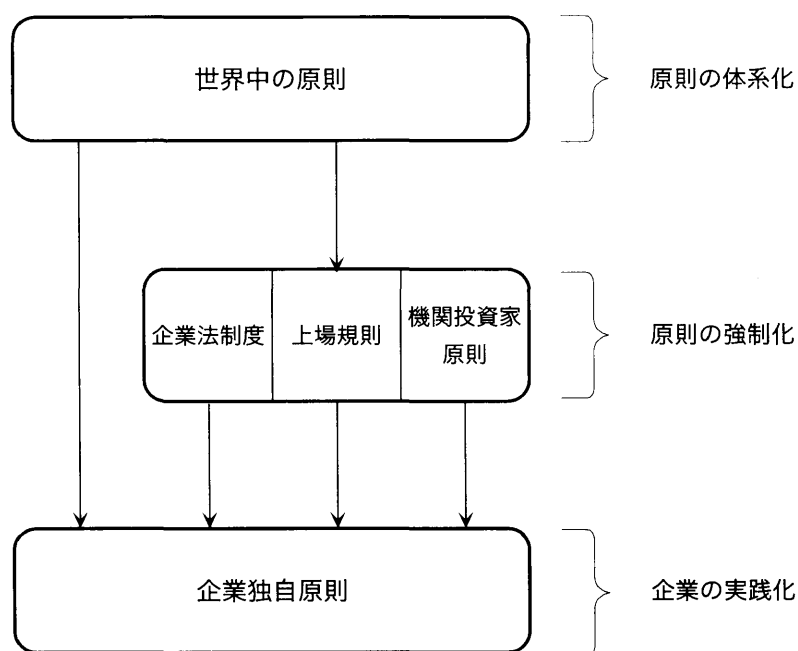 世界中の原則
原則の体系化
企業法制度
上場規則
機関投資家
原則
原則の強制化
企業独自原則
企業の実践化